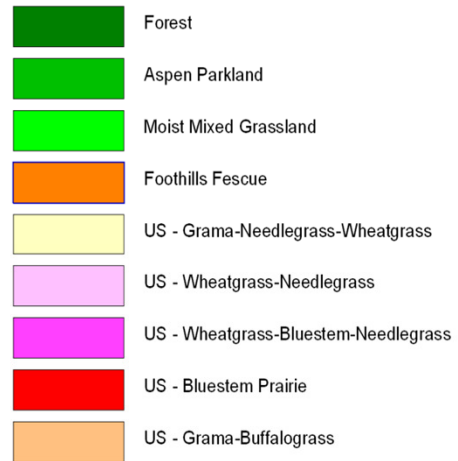 Forest
Aspen Parkland
Moist Mixed Grassland
Foothills Fescue
US - Grama-Needlegrass-Wheatgrass
US - Wheatgrass-Needlegrass
US - Wheatgrass-Bluestem-Needlegrass
US - Bluestem Prairie
US - Grama-Buffalograss